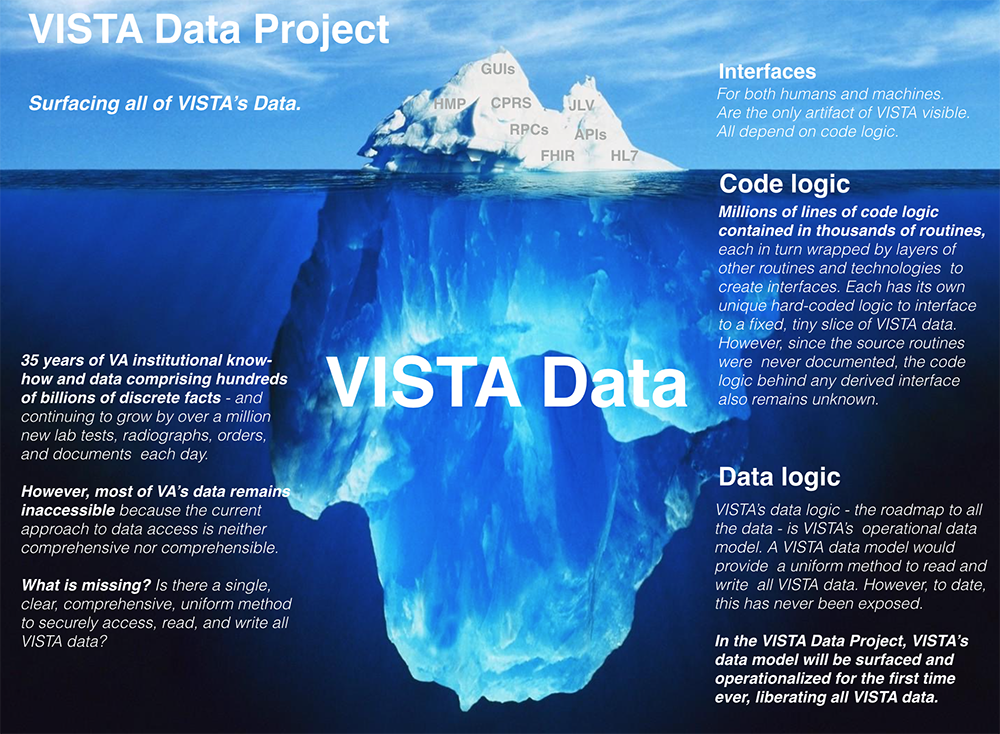 VISTA Data Project
Surfacing all of VISTA's Data.
GUIs
HMP
CPRS
JLV
RPCs
APIs
FHIR
HL7
Interfaces
For both humans and machines.
Are the only artifact of VISTA visible.
All depend on code logic.
Code logic
Millions of lines of code logic
contained in thousands of routines,
each in turn wrapped by layers of
other routines and technologies to
create interfaces. Each has its own
unique hard-coded logic to interface
to a fixed, tiny slice of VISTA data.
However, since the source routines
were never documented, the code
logic behind any derived interface
also remains unknown.
VISTA Data
35 years of VA institutional know-
how and data comprising hundreds
of billions of discrete facts - and
continuing to grow by over a million
new lab tests, radiographs, orders,
and documents each day.
However, most of VA's data remains
inaccessible because the current
approach to data access is neither
comprehensive nor comprehensible.
What is missing? Is there a single,
clear, comprehensive, uniform method
to securely access, read, and write all
VISTA data?
Data logic
VISTA's data logic - the roadmap to all
the data - is VISTA's operational data
model. A VISTA data model would
provide a uniform method to read and
write all VISTA data. However, to date,
this has never been exposed.
In the VISTA Data Project, VISTA's
data model will be surfaced and
operationalized for the first time
ever, liberating all VISTA data.